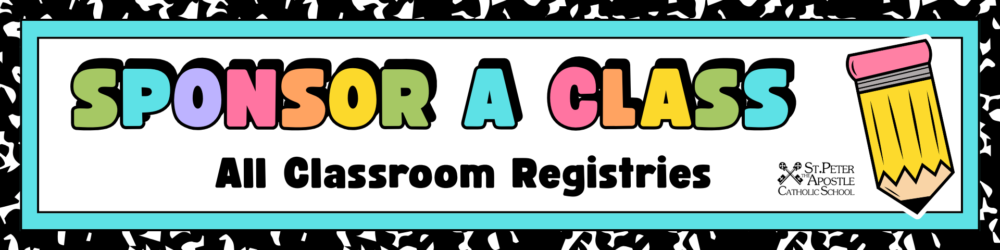 SPONSOR A CLASS
All Classroom Registries
ST. PETER
THE APOSTLE
CATHOLIC SCHOOL